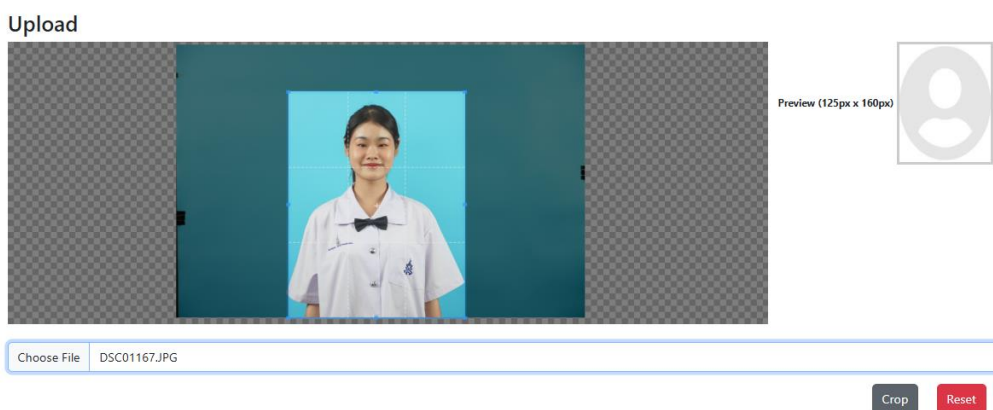 Upload
Preview (125px x 160px)
Choose File DSC01167.JPG
Crop Reset